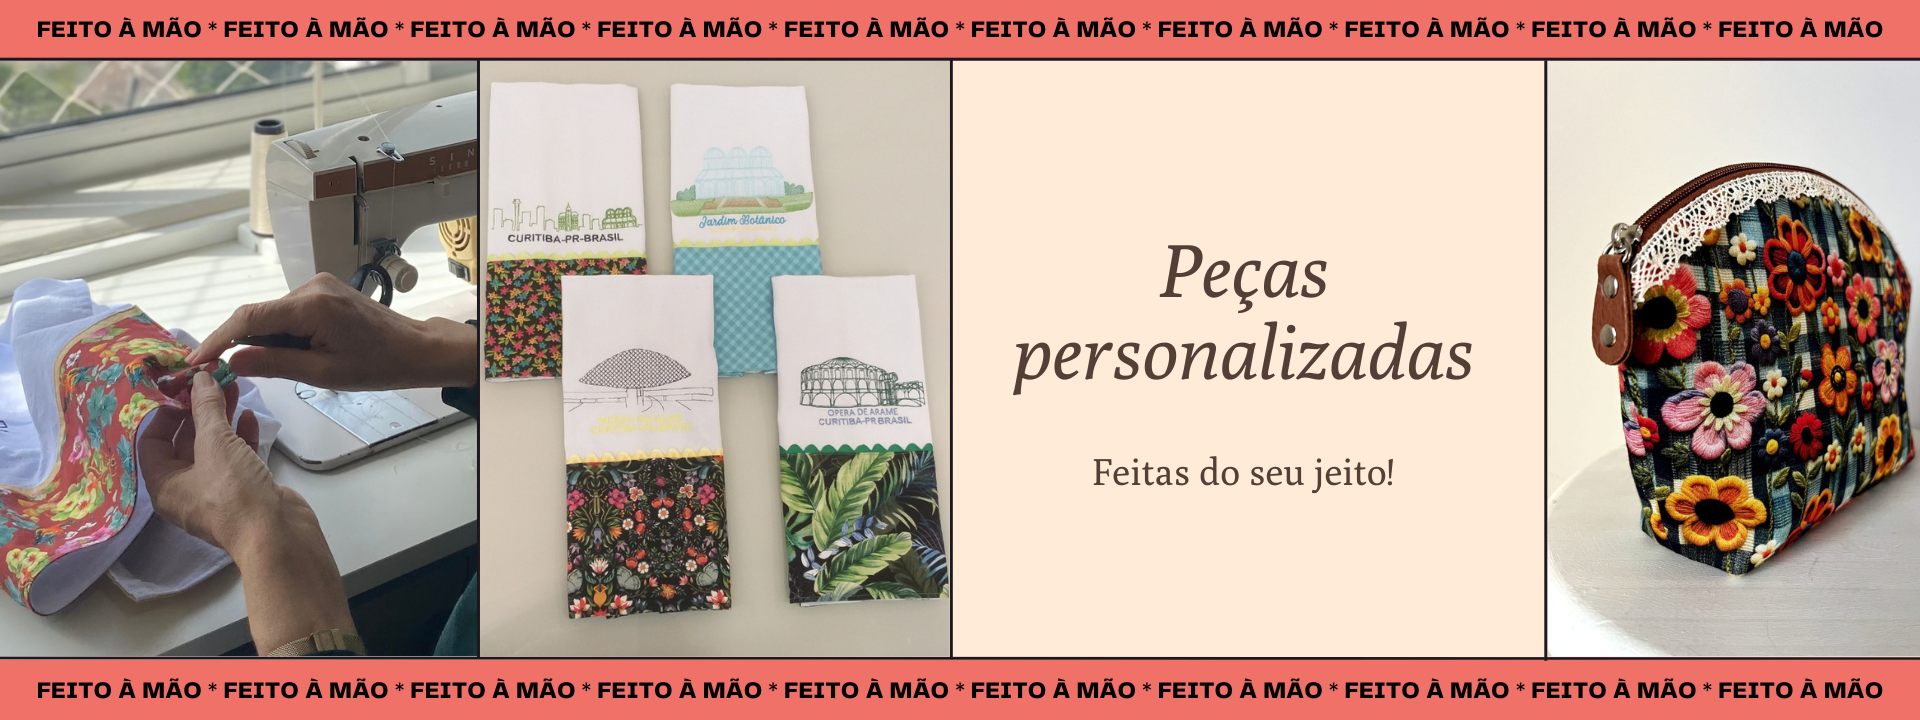 FEITO À MÃO * FEITO À MÃO * FEITO À MÃO * FEITO À MÃO * FEITO À MÃO * FEITO À MÃO * FEITO À MÃO * FEITO À MÃO * FEITO À MÃO * FEITO À MÃO
CURITIBA-PR-BRASIL
Jardim Botânico
OPERA DE ARAME
CURITIBA-PR-BRASIL
Peças
personalizadas
Feitas do seu jeito!
FEITO À MÃO * FEITO À MÃO * FEITO À MÃO * FEITO À MÃO * FEITO À MÃO * FEITO À MÃO * FEITO À MÃO * FEITO À MÃO * FEITO À MÃO * FEITO À MÃO